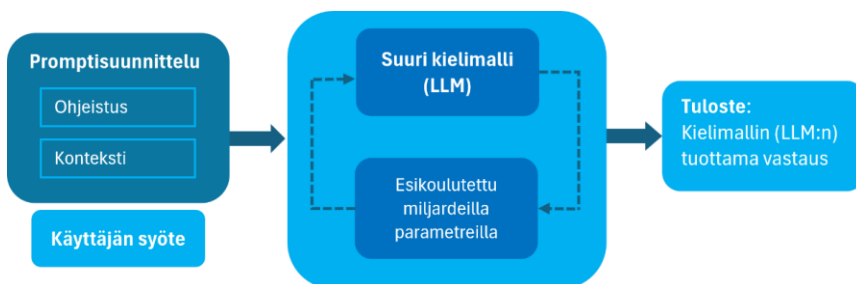 Promptisuunnittelu
Ohjeistus
Konteksti
Käyttäjän syöte
Suuri kielimalli
(LLM)
Esikoulutettu
miljardeilla
parametreilla
Tuloste:
Kielimallin (LLM:n)
tuottama vastaus